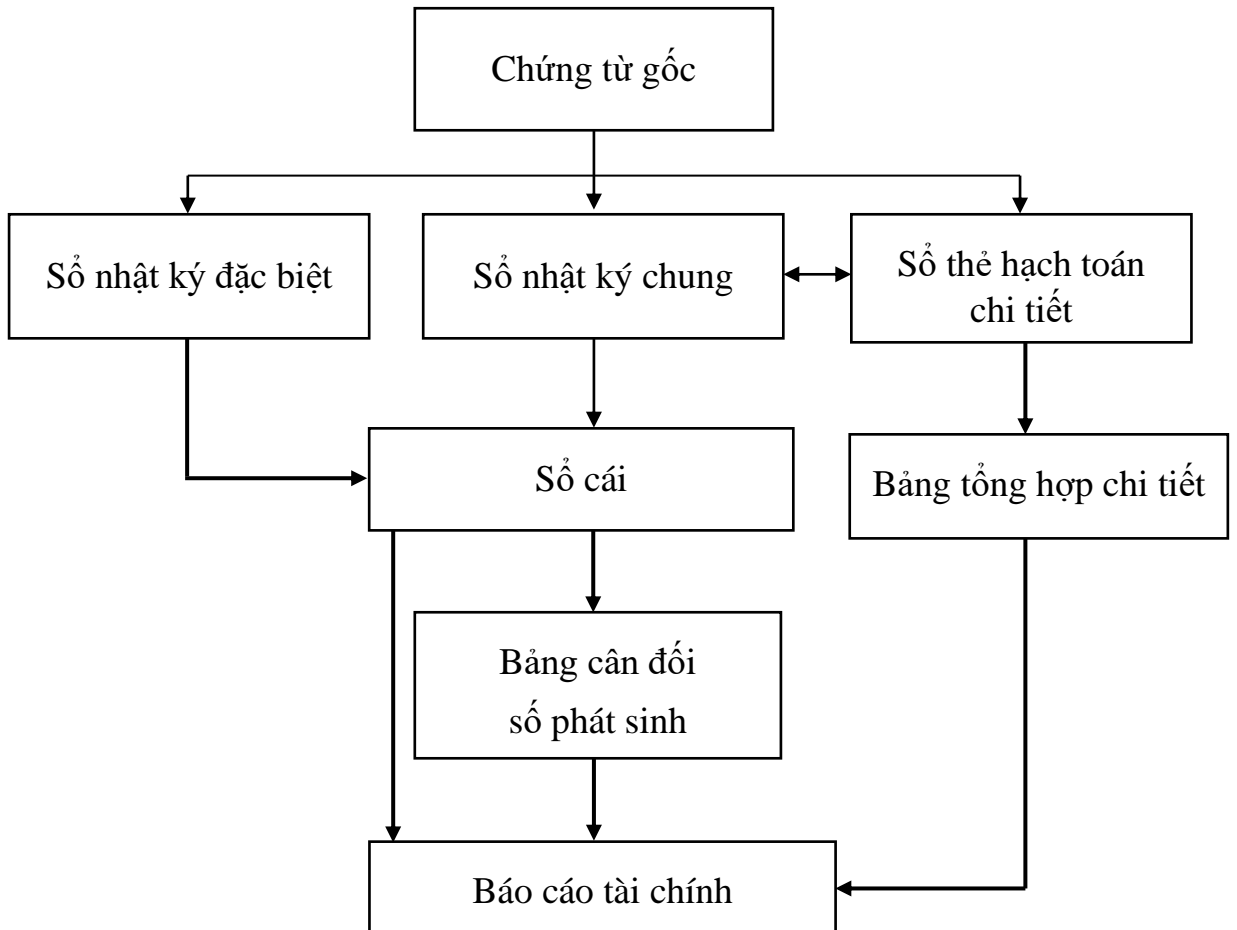 Chứng từ gốc
Sổ nhật ký đặc biệt
Sổ nhật ký chung
Sổ thẻ hạch toán
chi tiết
Sổ cái
Bảng tổng hợp chi tiết
Bảng cân đối
số phát sinh
Báo cáo tài chính